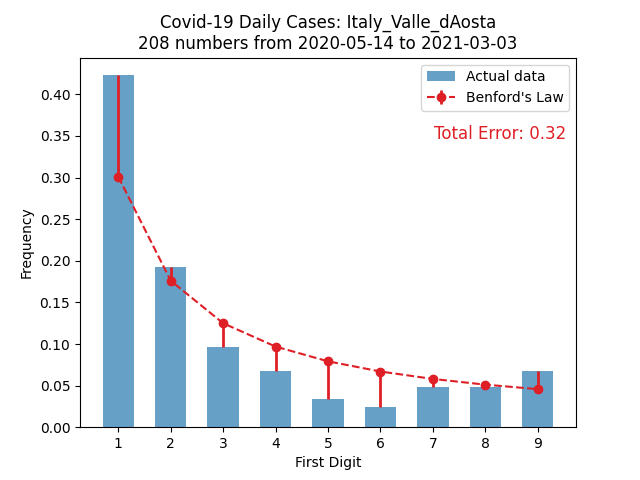 Covid-19 Daily Cases: Italy_Valle_dAosta
208 numbers from 2020-05-14 to 2021-03-03
Actual data
Benford's Law
Total Error: 0.32
0.40
0.35
0.30
0.25
0.20
0.15
0.10
0.05
0.00
Frequency
1 2 3 4 5 6 7 8 9
First Digit